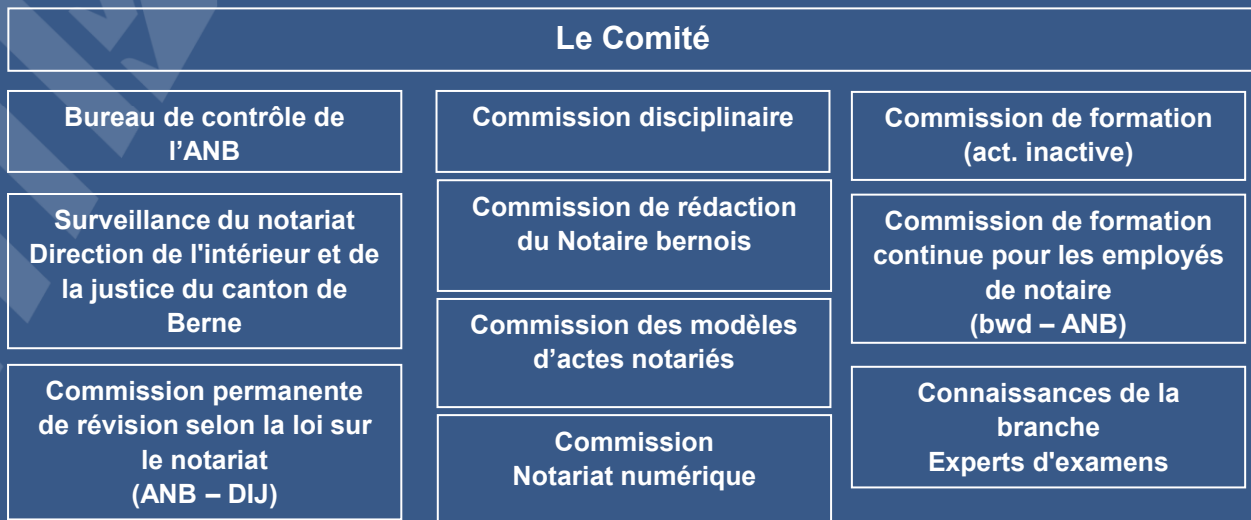 Le Comité
Bureau de contrôle de
l’ANB
Surveillance du notariat
Direction de l'intérieur et de
la justice du canton de
Berne
Commission permanente
de révision selon la loi sur
le notariat
(ANB – DIJ)
Commission disciplinaire
Commission de rédaction
du Notaire bernois
Commission des modèles
d’actes notariés
Commission
Notariat numérique
Commission de formation
(act. inactive)
Commission de formation
continue pour les employés
de notaire
(bwd – ANB)
Connaissances de la
branche
Experts d'examens